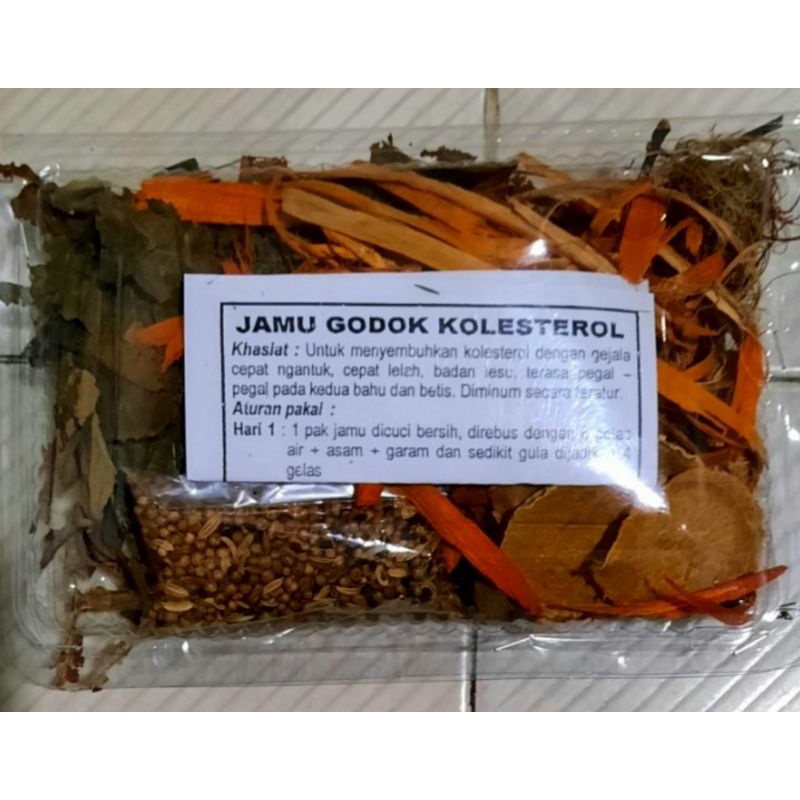 JAMU GODOK KOLESTEROL
Khasiat : Untuk menyembuhkan kolesterol dengan gejala
cepat ngantuk, cepat lelah, badan lesu, terasa pegal –
pegal pada kedua bahu dan betis. Diminum secara teratur.
Aturan pakai :
Hari 1 : 1 pak jamu dicuci bersih, direbus dengan gelas
air + asam + garam dan sedikit gula 4
gelas